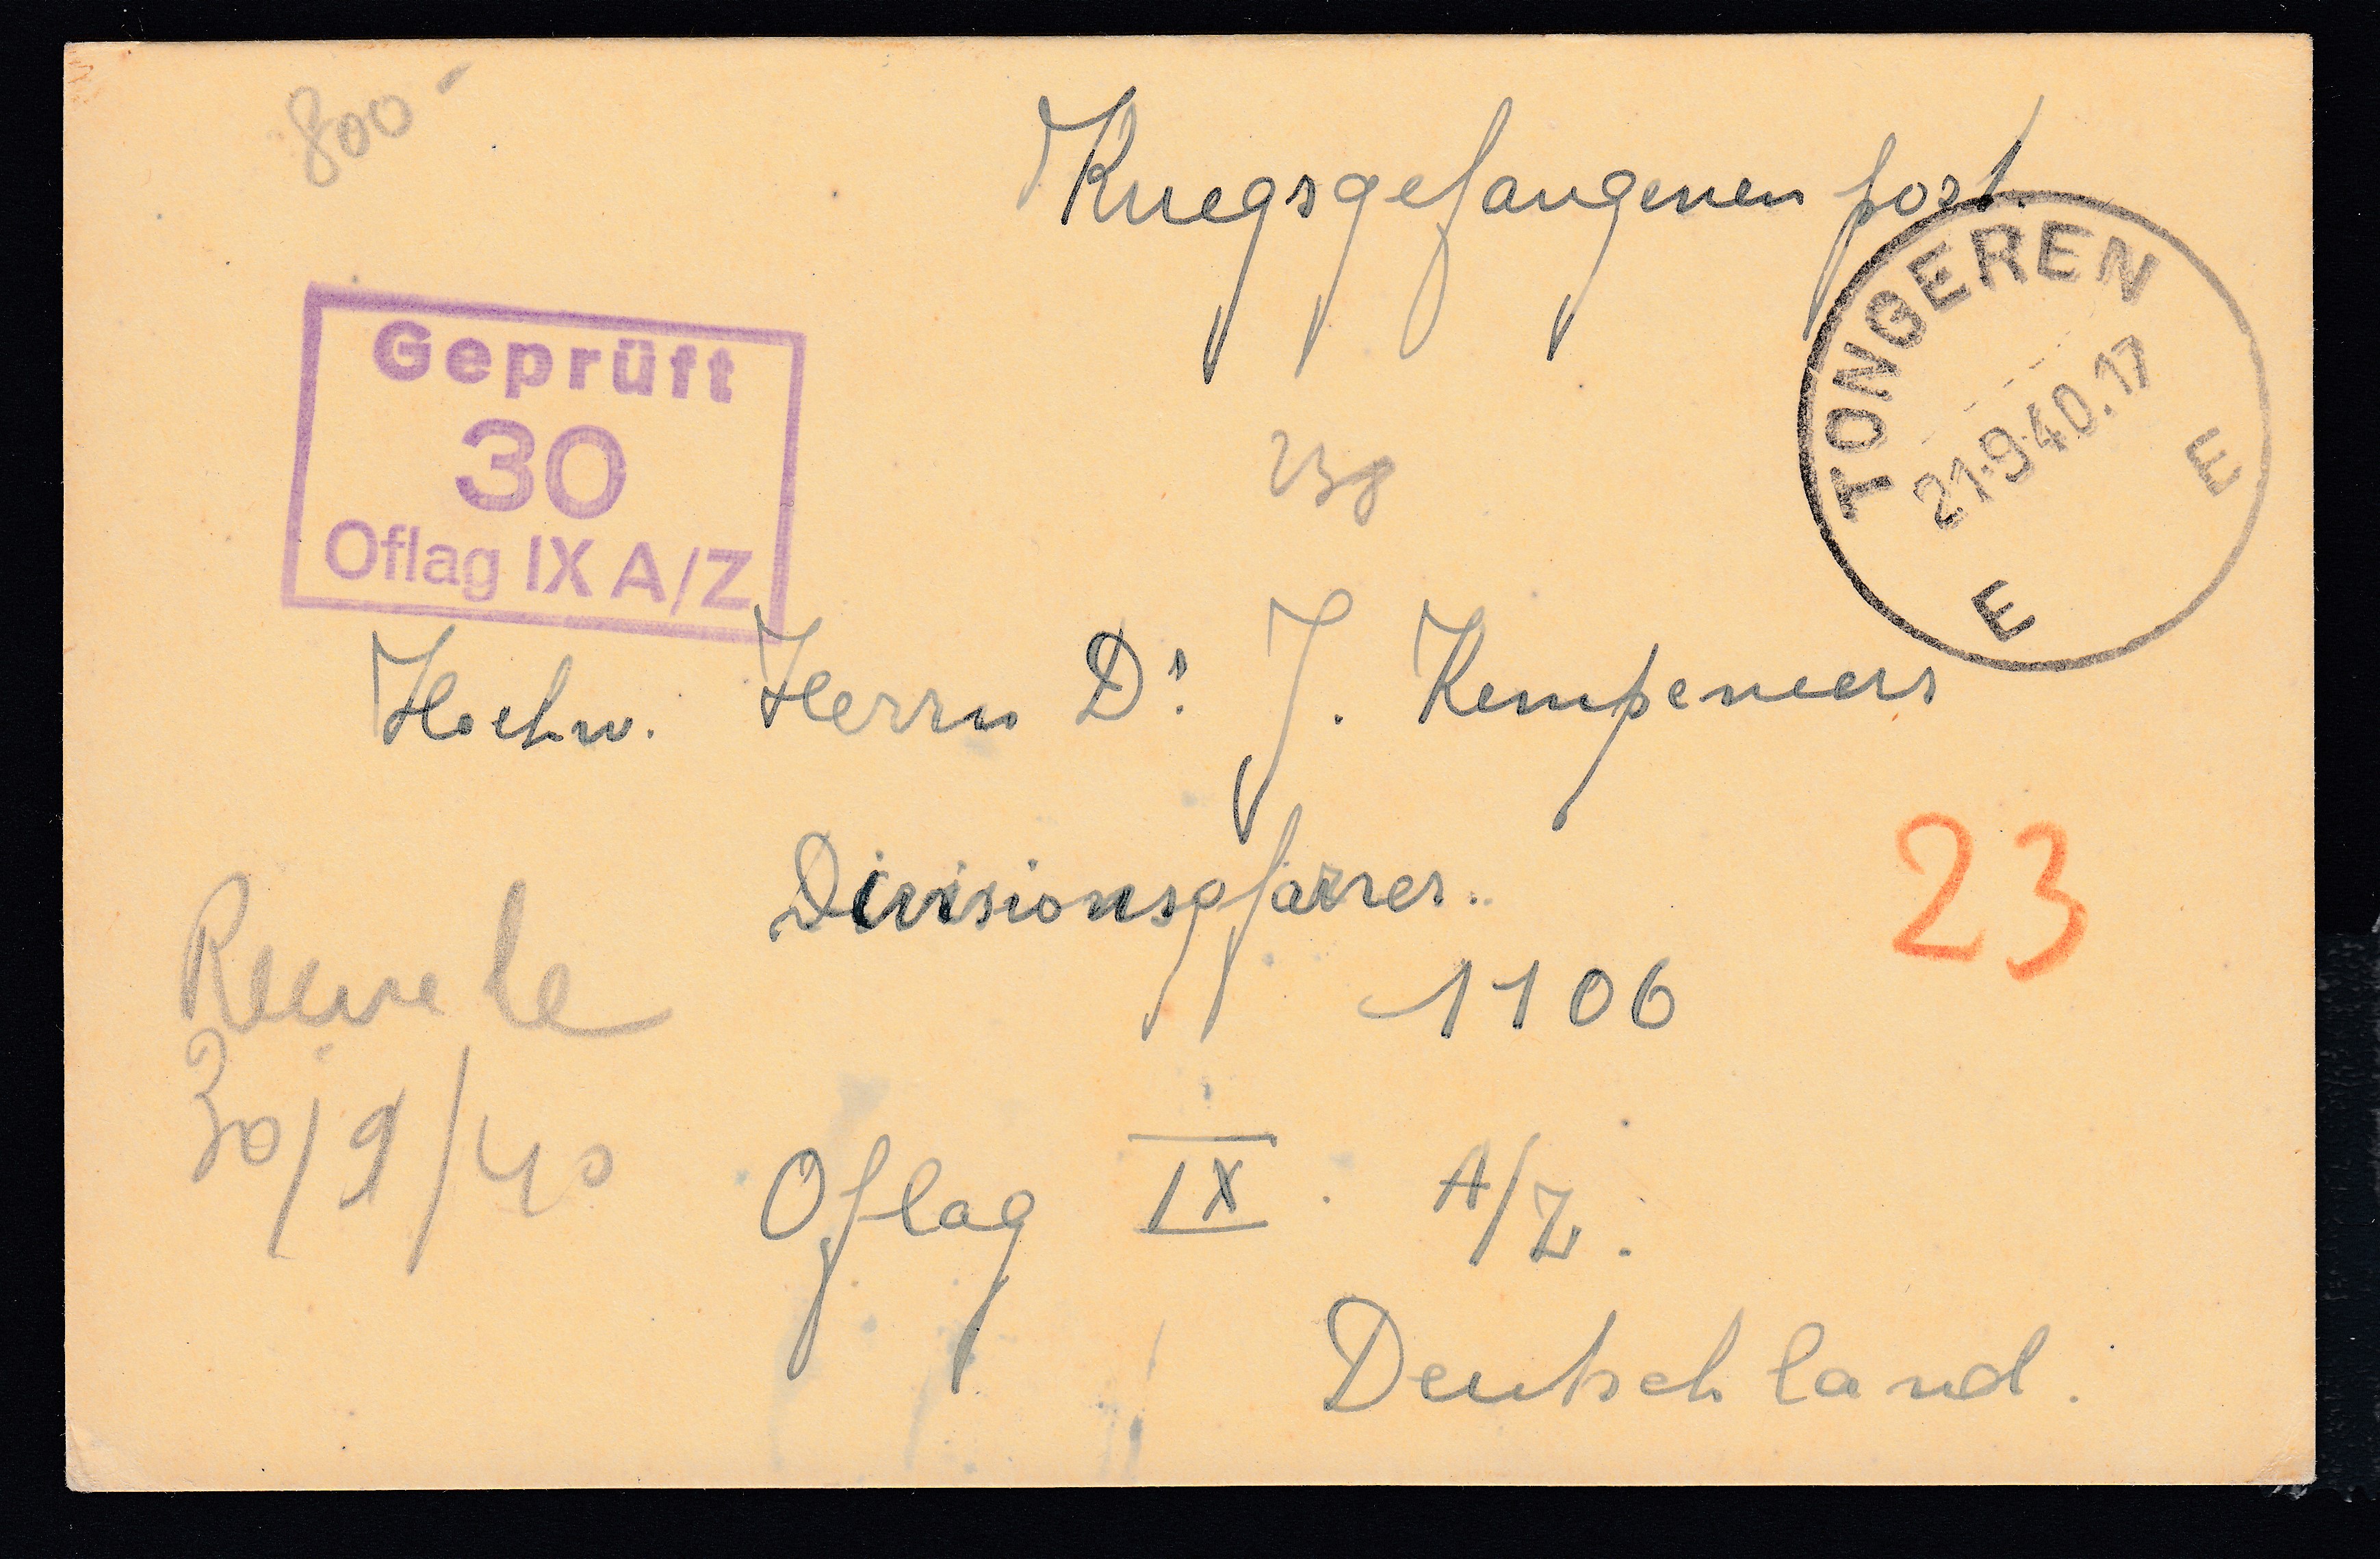 800-
Kriegsgefangenenpost.
TONGEREN
21-9-40.17
E E
Geprüft
30
Oflag IX A/Z
238
Hochw. Herrn Dr. J. Kempeneers
Divisionspfarrer.
23
1106
30/9/40
Oflag IX. A/Z.
Deutschland.